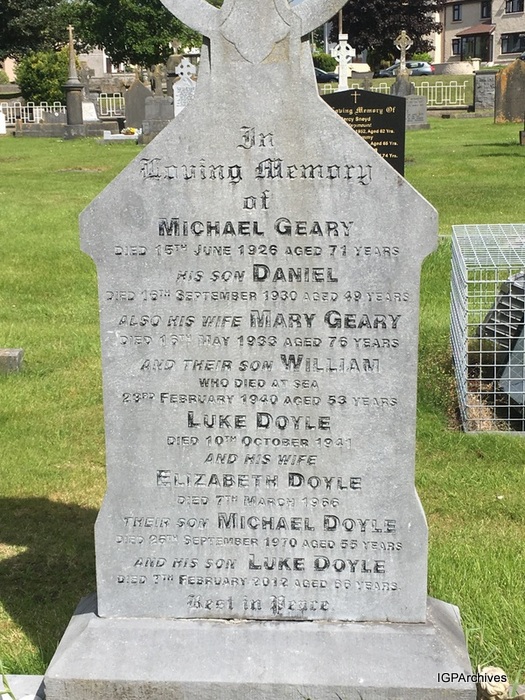 In
Loving Memory
of
MICHAEL GEARY
DIED 15TH JUNE 1926 AGED 71 YEARS
HIS SON DANIEL
DIED 16TH SEPTEMBER 1930 AGED 49 YEARS
ALSO HIS WIFE MARY GEARY
DIED 16TH MAY 1933 AGED 76 YEARS
AND THEIR SON WILLIAM
WHO DIED AT SEA
23RD FEBRUARY 1940 AGED 53 YEARS
LUKE DOYLE
DIED 10TH OCTOBER 1941
AND HIS WIFE
ELIZABETH DOYLE
DIED 7TH MARCH 1966
THEIR SON MICHAEL DOYLE
DIED 25TH SEPTEMBER 1970 AGED 55 YEARS
AND HIS SON LUKE DOYLE
DIED 7TH FEBRUARY 2012 AGED 66 YEARS
Rest in Peace
In Loving Memory of
IGPArchives